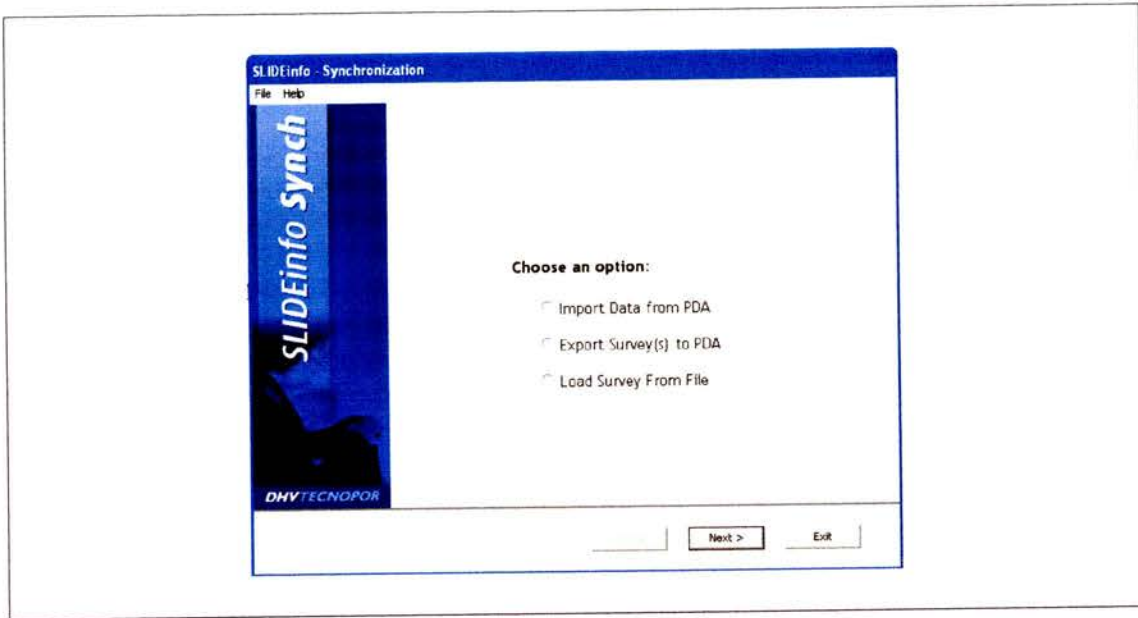 SLIDEinfo - Synchronization
File Help
SLIDEinfo Synch
Choose an option:
Import Data from PDA
Export Survey(s) to PDA
Load Survey From File
DHVTECNOPOR
Next >
Exit